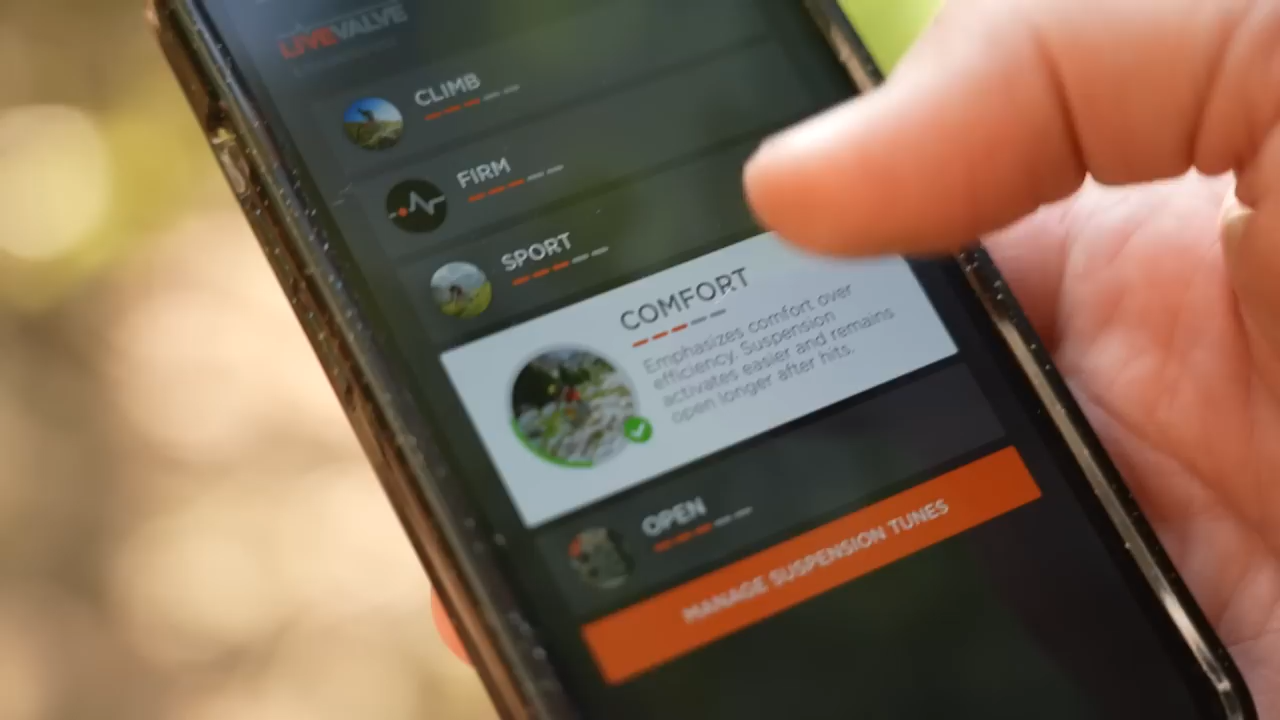 LIVEVALVE
CLIMB
FIRM
SPORT
COMFORT
Emphasizes comfort over
efficiency. Suspension
activates easier and remains
open longer after hits.
OPEN
MANAGE SUSPENSION TUNES